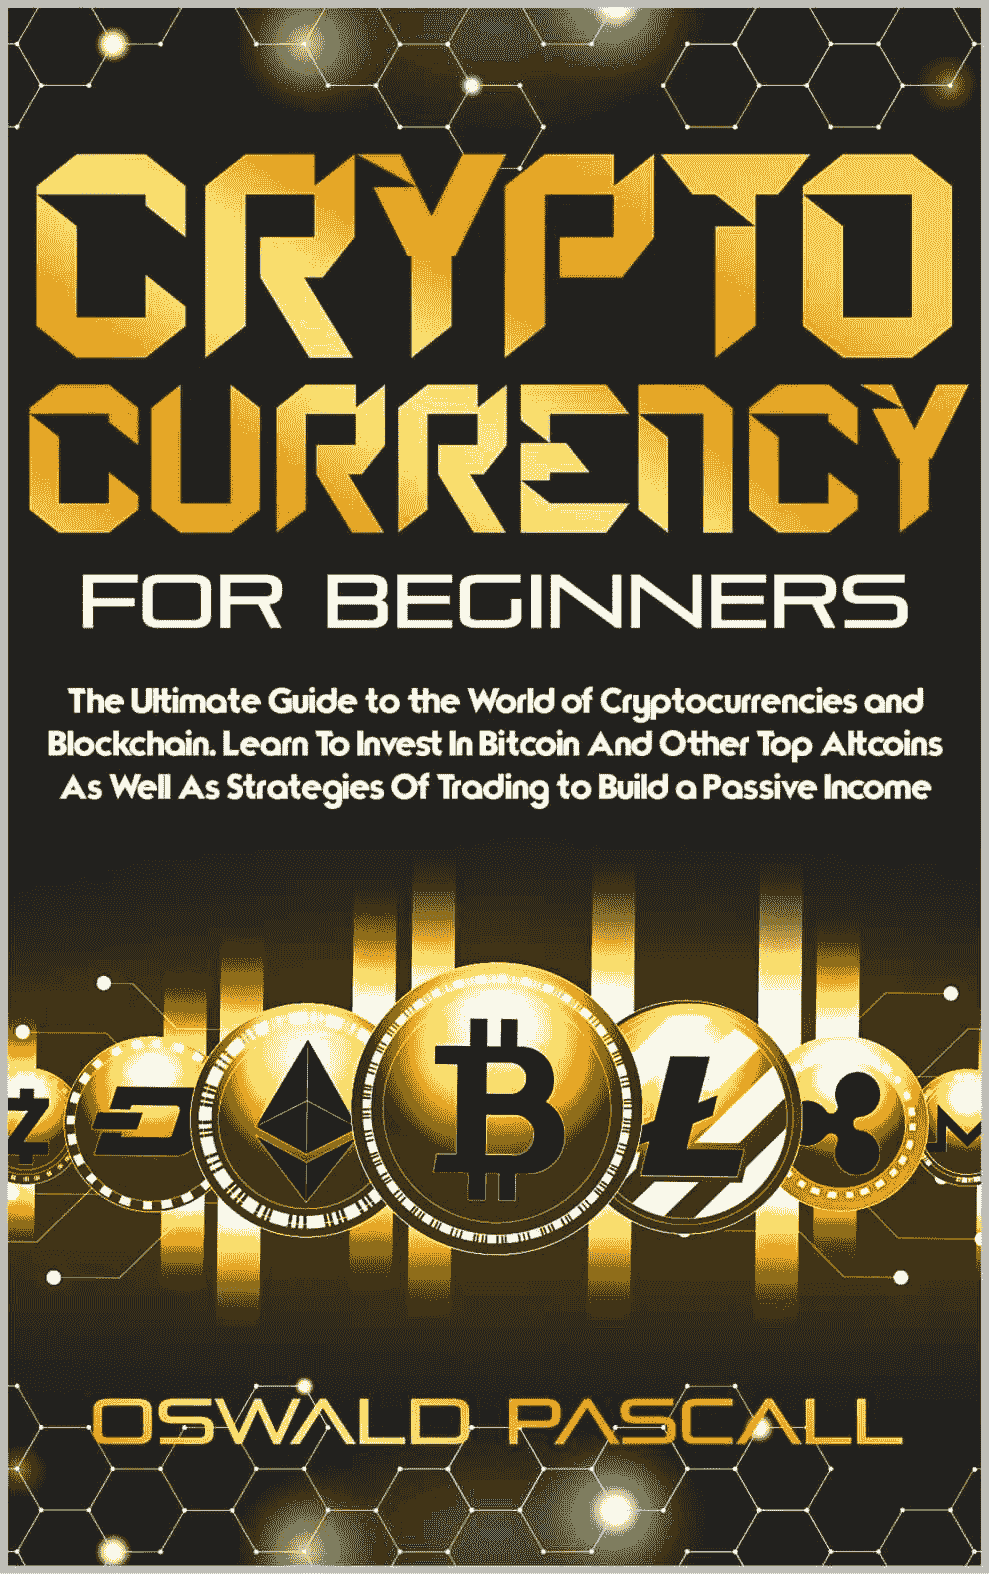 CRYPTO
CURRENCY
FOR BEGINNERS
The Ultimate Guide to the World of Cryptocurrencies and
Blockchain. Learn To Invest In Bitcoin And Other Top Altcoins
As Well As Strategies Of Trading to Build a Passive Income
OSWALD PASCALL